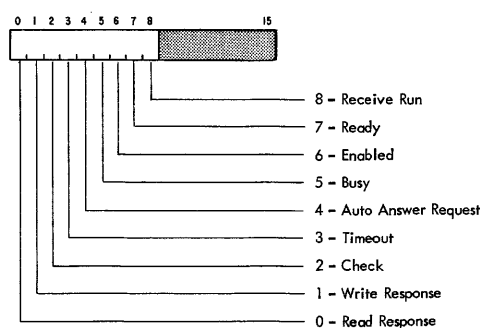 0 1 2 3 4 5 6 7 8 15
8 - Receive Run
7 - Ready
6 - Enabled
5 - Busy
4 - Auto Answer Request
3 - Timeout
2 - Check
1 - Write Response
0 - Read Response